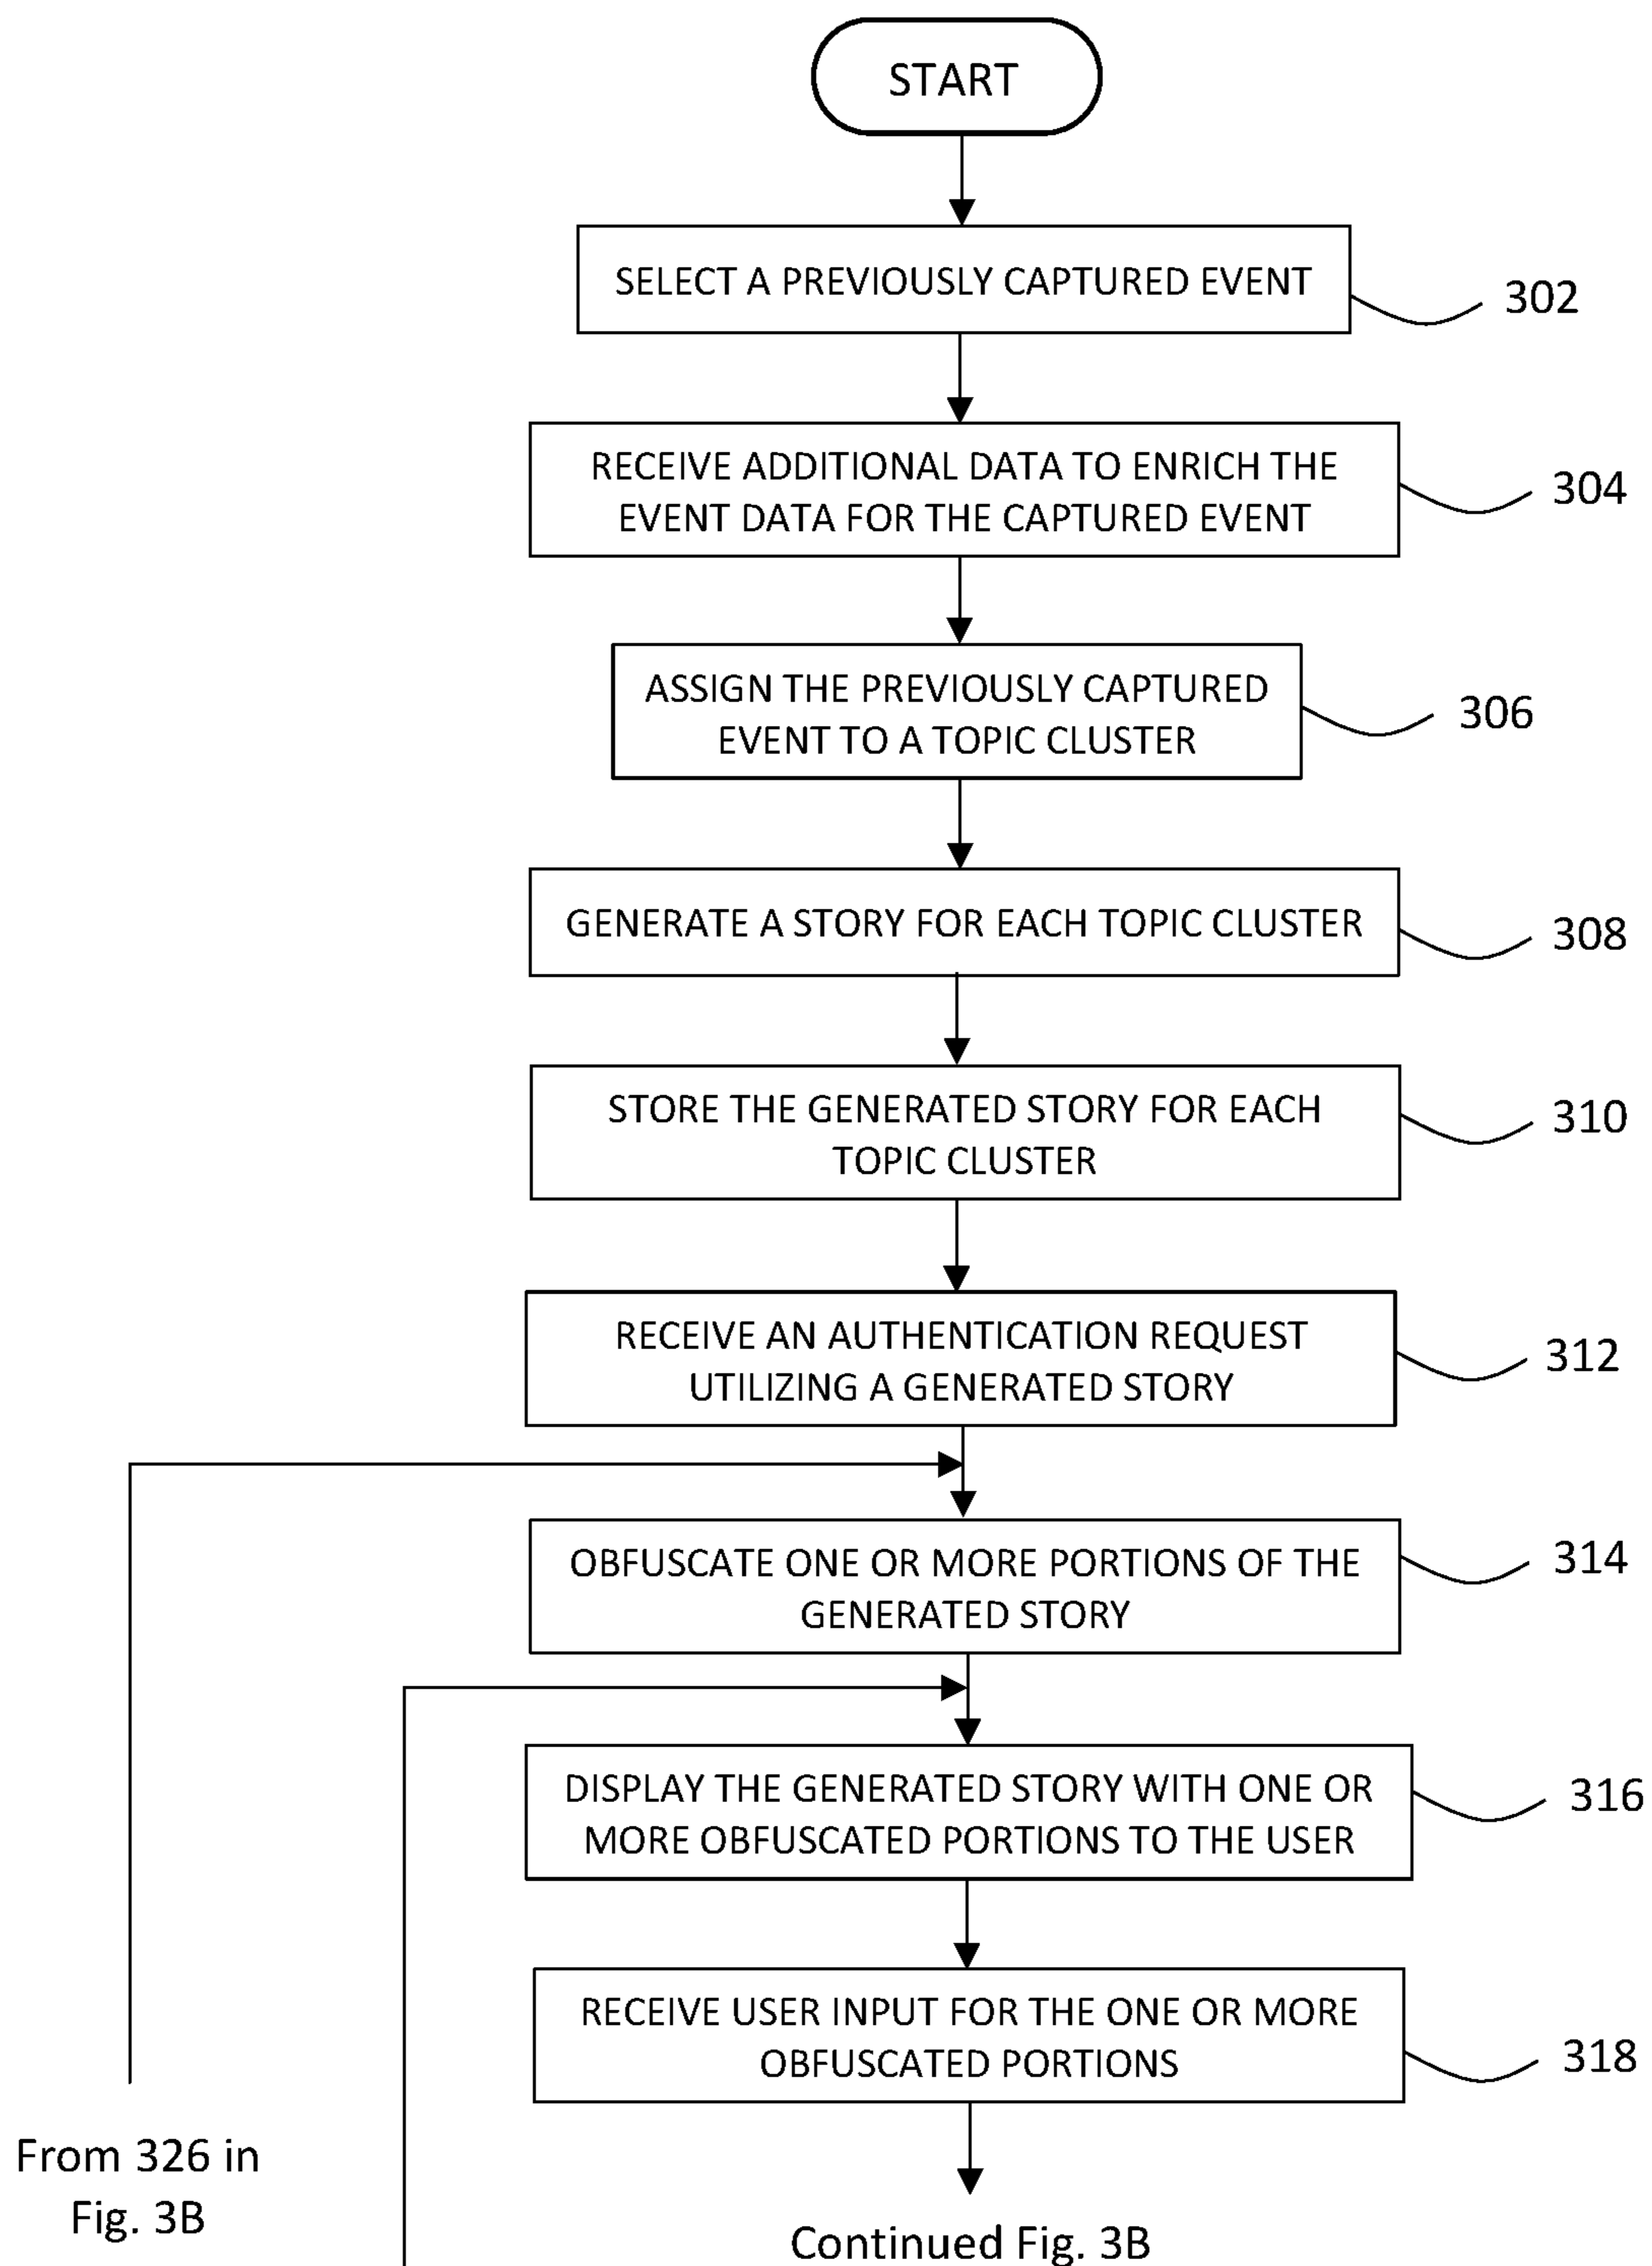 START
SELECT A PREVIOUSLY CAPTURED EVENT
302
RECEIVE ADDITIONAL DATA TO ENRICH THE
EVENT DATA FOR THE CAPTURED EVENT
304
ASSIGN THE PREVIOUSLY CAPTURED
EVENT TO A TOPIC CLUSTER
306
GENERATE A STORY FOR EACH TOPIC CLUSTER
308
STORE THE GENERATED STORY FOR EACH
TOPIC CLUSTER
310
RECEIVE AN AUTHENTICATION REQUEST
UTILIZING A GENERATED STORY
312
OBFUSCATE ONE OR MORE PORTIONS OF THE
GENERATED STORY
314
DISPLAY THE GENERATED STORY WITH ONE OR
MORE OBFUSCATED PORTIONS TO THE USER
316
RECEIVE USER INPUT FOR THE ONE OR MORE
OBFUSCATED PORTIONS
318
From 326 in
Fig. 3B
Continued Fig. 3B